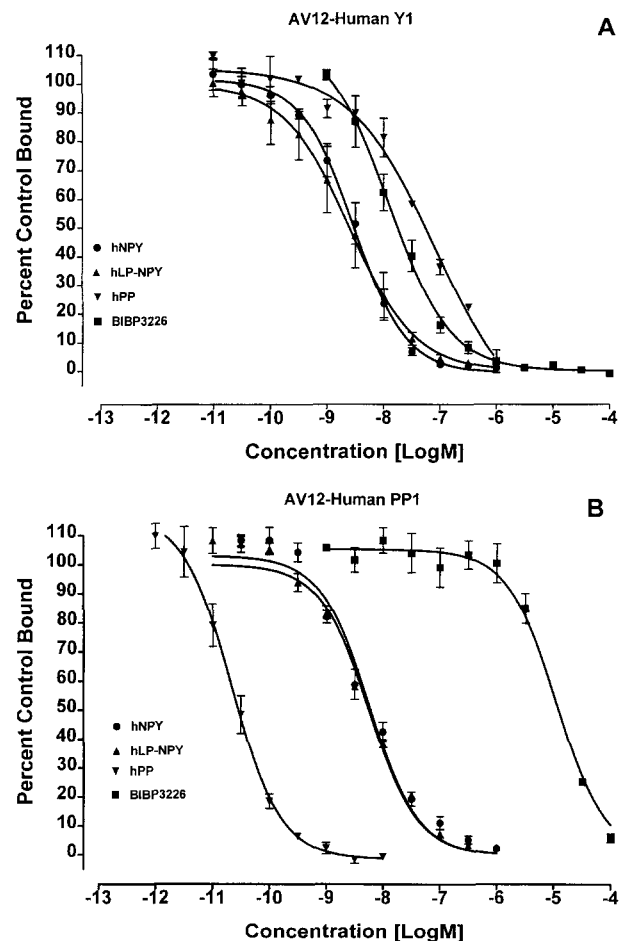 AV12-Human Y1
A
Percent Control Bound
110
100
90
80
70
60
50
40
30
20
10
0
hNPY
hLP-NPY
hPP
BIBP3226
-13 -12 -11 -10 -9 -8 -7 -6 -5 -4
Concentration [LogM]
AV12-Human PP1
B
Percent Control Bound
110
100
90
80
70
60
50
40
30
20
10
0
hNPY
hLP-NPY
hPP
BIBP3226
-13 -12 -11 -10 -9 -8 -7 -6 -5 -4
Concentration [LogM]